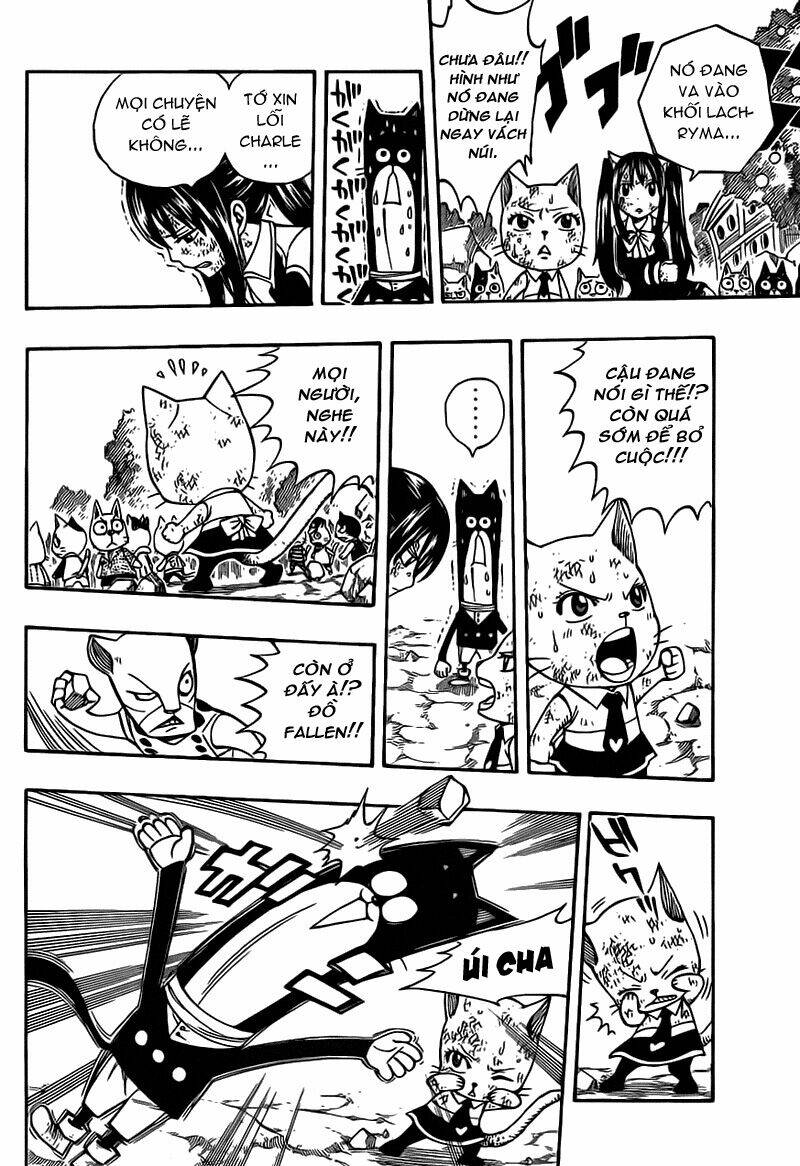 NÓ ĐANG
VA VÀO
KHỐI LACH-
RYMA...
CHƯA ĐÂU!!
HÌNH NHƯ
NÓ ĐANG
DỪNG LẠI
NGAY VÁCH
NÚI.
TỚ XIN
LỖI
CHARLE
...
MỌI CHUYỆN
CÓ LẼ
KHÔNG...
CẬU ĐANG
NÓI GÌ THẾ!?
CÒN QUÁ
SỚM ĐỂ BỎ
CUỘC!!!
......
MỌI
NGƯỜI,
NGHE
NÀY!!
CÒN Ở
ĐẤY À!?
ĐỒ
FALLEN!!
ÚI CHA